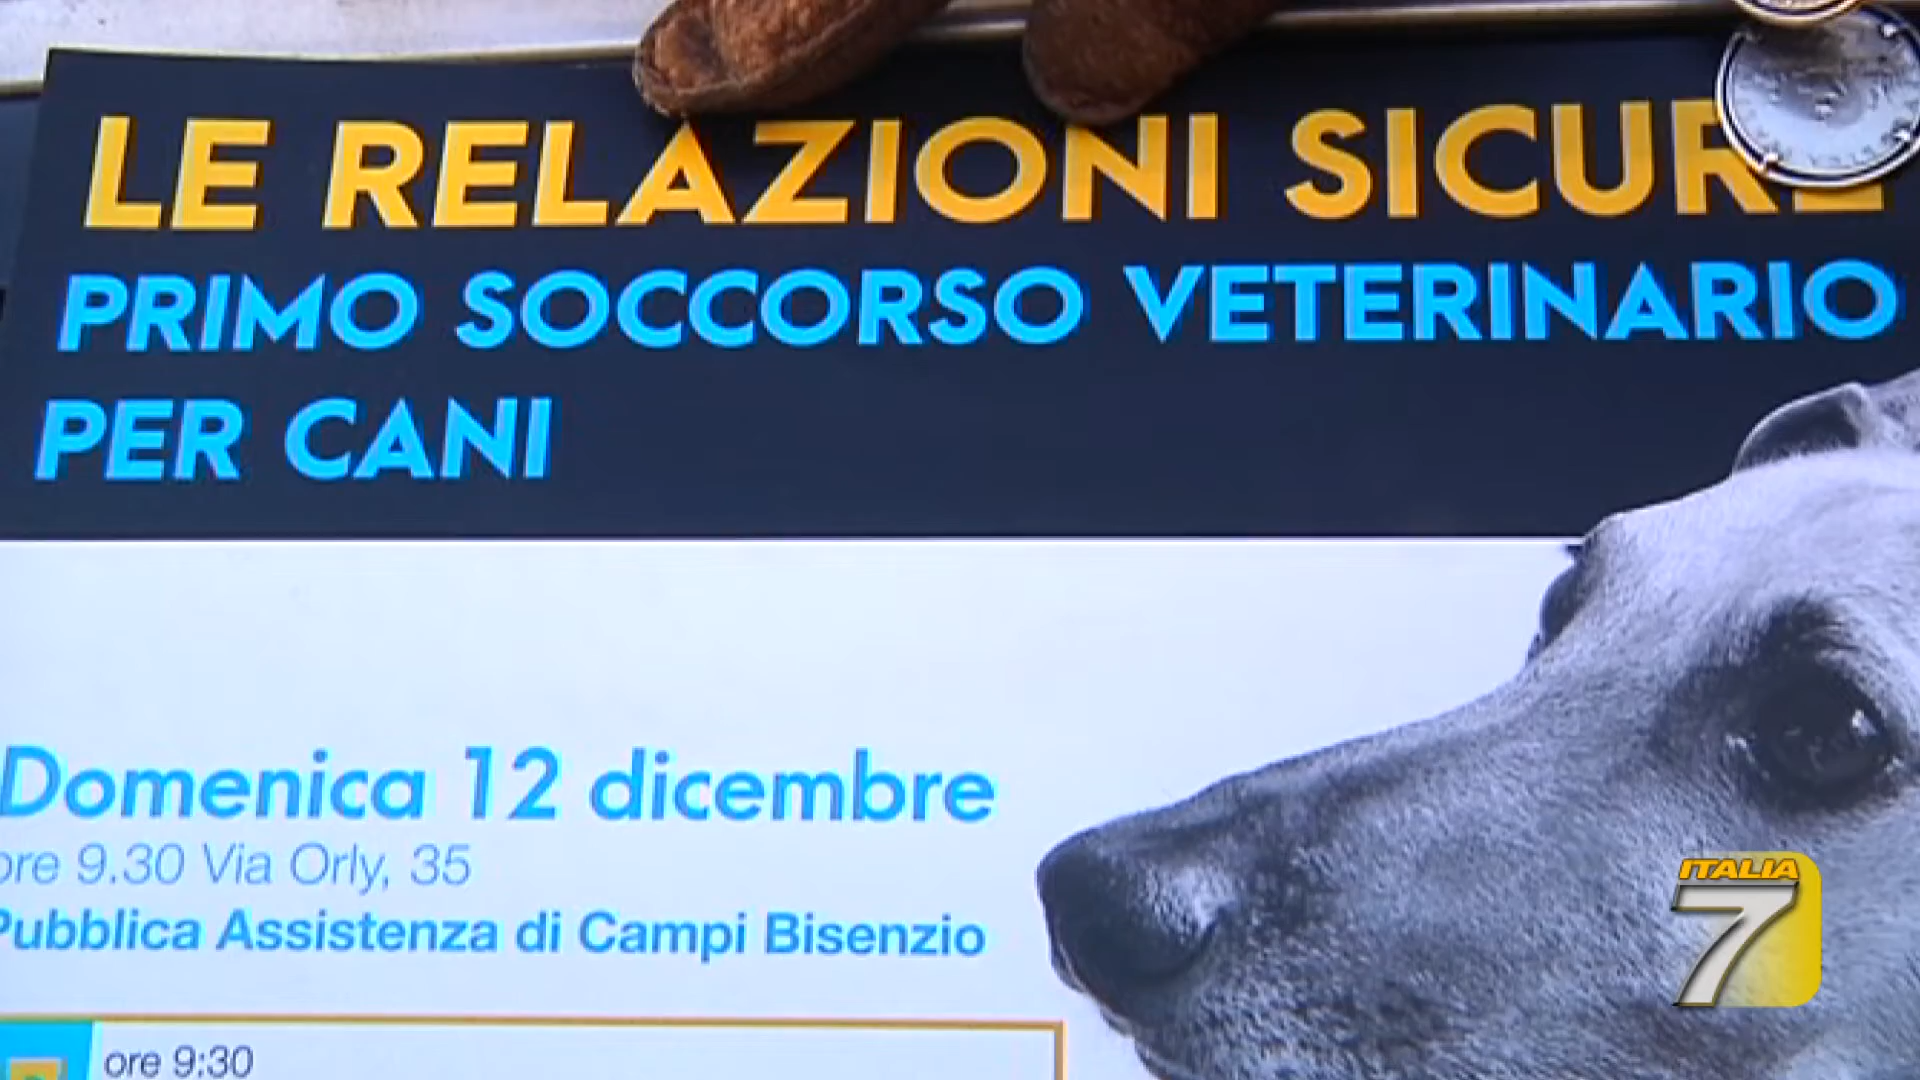 LE RELAZIONI SICURE
PRIMO SOCCORSO VETERINARIO
PER CANI
Domenica 12 dicembre
ore 9.30 Via Orly, 35
Pubblica Assistenza di Campi Bisenzio
ore 9:30
ITALIA
7